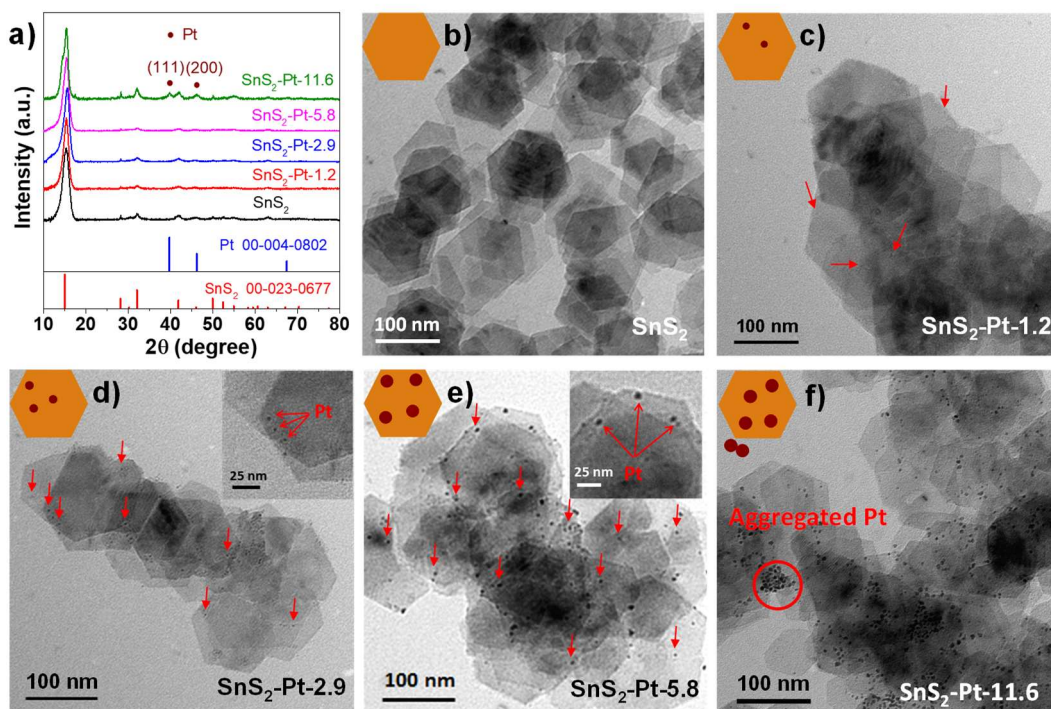 a)
Pt
(111)(200)
SnS2-Pt-11.6
SnS2-Pt-5.8
SnS2-Pt-2.9
SnS2-Pt-1.2
SnS2
Pt 00-004-0802
SnS2 00-023-0677
Intensity (a.u.)
10 20 30 40 50 60 70 80
2θ (degree)
b)
100 nm
SnS2
c)
100 nm
SnS2-Pt-1.2
d)
Pt
25 nm
100 nm
SnS2-Pt-2.9
e)
Pt
25 nm
100 nm
SnS2-Pt-5.8
f)
Aggregated Pt
100 nm
SnS2-Pt-11.6